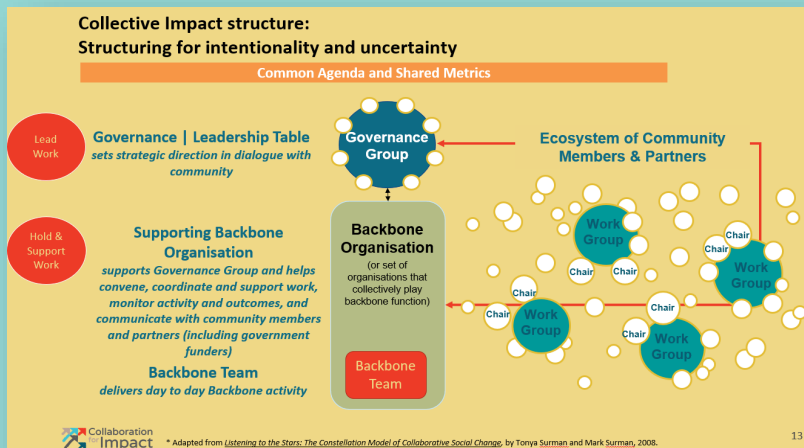 Collective Impact structure:
Structuring for intentionality and uncertainty
Common Agenda and Shared Metrics
Lead
Work
Governance | Leadership Table
sets strategic direction in dialogue with
community
Governance
Group
Ecosystem of Community
Members & Partners
Hold &
Support
Work
Supporting Backbone
Organisation
supports Governance Group and helps
convene, coordinate and support work,
monitor activity and outcomes, and
communicate with community members
and partners (including government
funders)
Backbone Team
delivers day to day Backbone activity
Backbone
Organisation
(or set of
organisations that
collectively play
backbone function)
Backbone
Team
Work
Group
Chair
Chair
Chair
Chair
Work
Group
Chair
Chair
Work
Group
Chair
Chair
Work
Group
Collaboration
for Impact
* Adapted from Listening to the Stars: The Constellation Model of Collaborative Social Change, by Tonya Surman and Mark Surman, 2008.
13